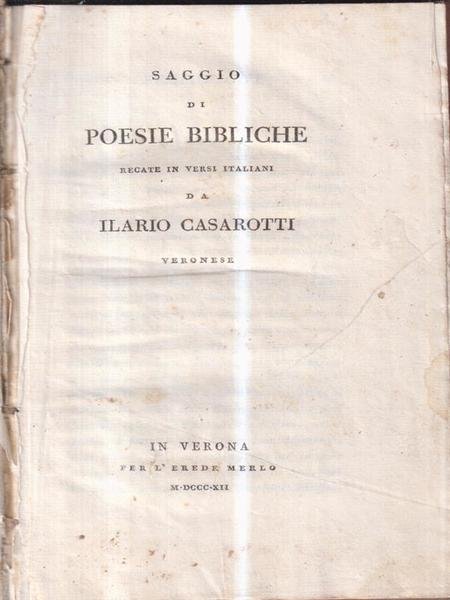 SAGGIO
DI
POESIE BIBLICHE
RECATE IN VERSI ITALIANI
DA
ILARIO CASAROTTI
VERONESE
IN VERONA
PER L'EREDE MERLO
M·DCCC·XII